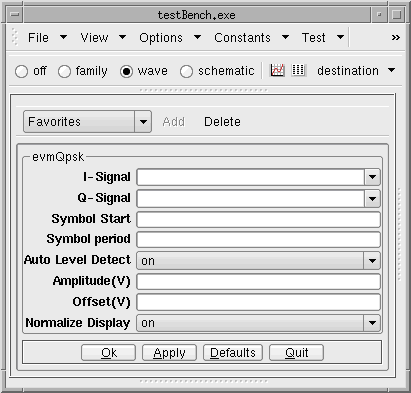 testBench.exe
File View Options Constants Test »
off family wave schematic destination
Favorites Add Delete
evmQpsk
I-Signal
Q-Signal
Symbol Start
Symbol period
Auto Level Detect on
Amplitude(V)
Offset(V)
Normalize Display on
Ok Apply Defaults Quit